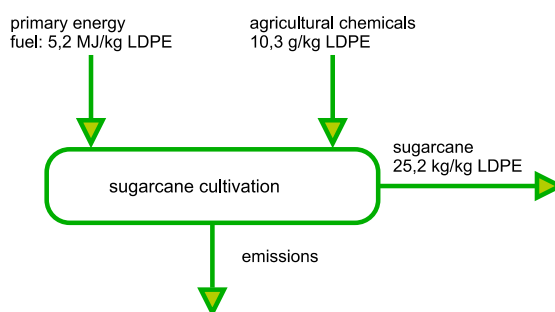 primary energy
fuel: 5,2 MJ/kg LDPE
agricultural chemicals
10,3 g/kg LDPE
sugarcane
25,2 kg/kg LDPE
sugarcane cultivation
emissions